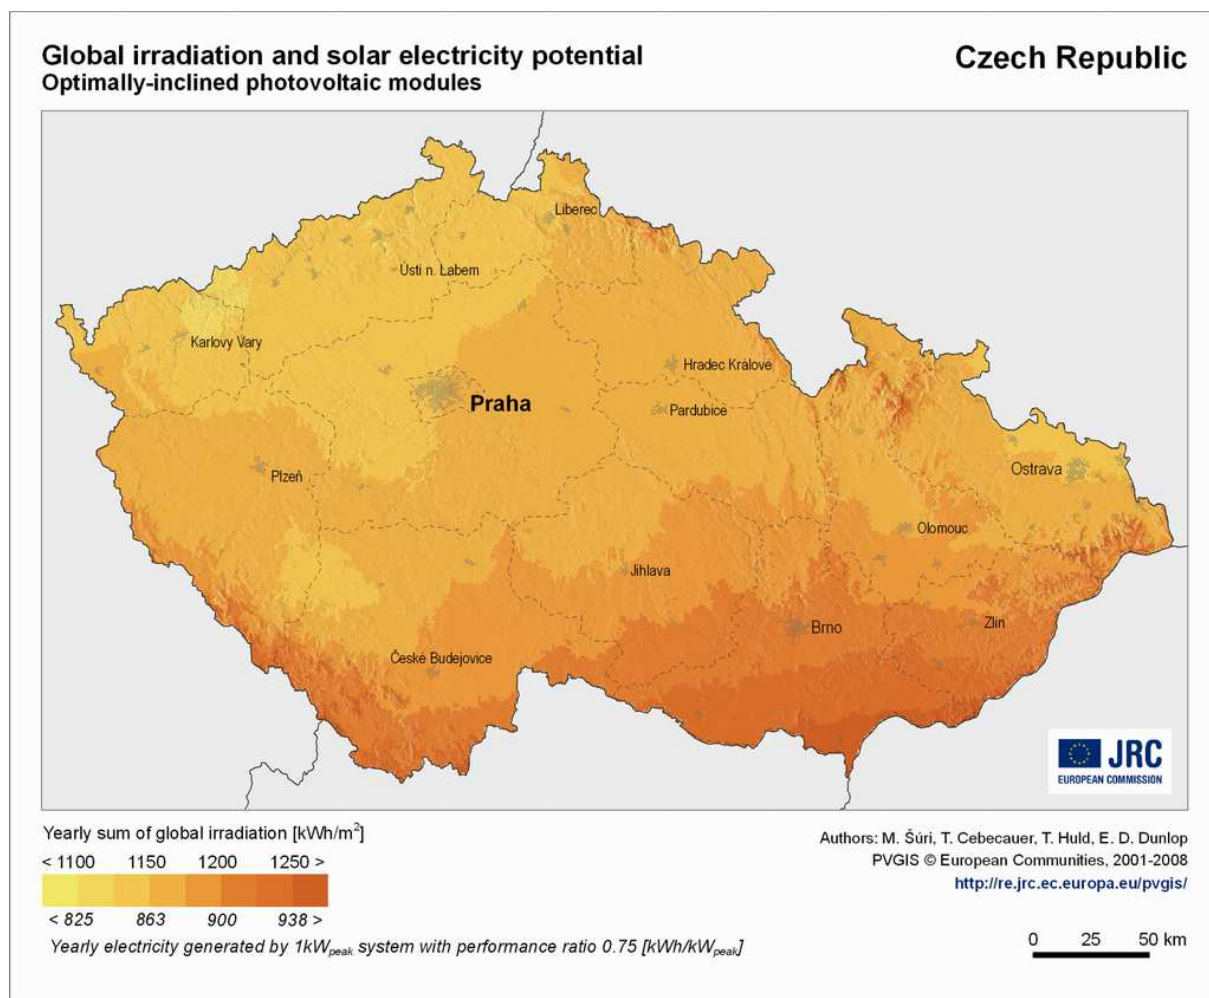 Global irradiation and solar electricity potential
Optimally-inclined photovoltaic modules
Czech Republic
Liberec
Ústí n. Labem
Karlovy Vary
Hradec Králové
Praha
Pardubice
Plzeň
Ostrava
Olomouc
Jihlava
Brno
Zlín
České Budejovice
JRC
EUROPEAN COMMISSION
Yearly sum of global irradiation [kWh/m²]
< 1100 1150 1200 1250 >
< 825 863 900 938 >
Yearly electricity generated by 1kWpeak system with performance ratio 0.75 [kWh/kWpeak]
Authors: M. Šúri, T. Cebecauer, T. Huld, E. D. Dunlop
PVGIS © European Communities, 2001-2008
http://re.jrc.ec.europa.eu/pvgis/
0 25 50 km